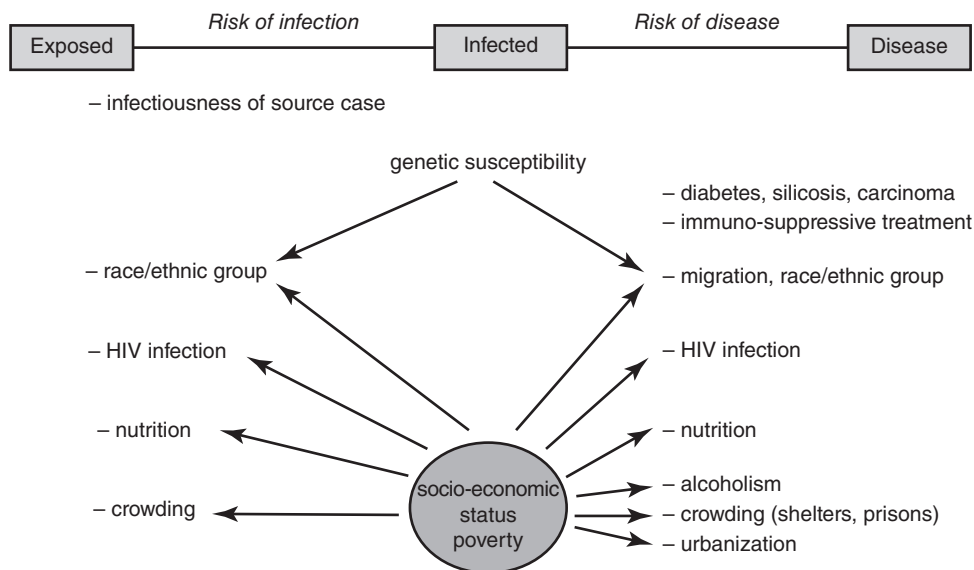 Risk of infection
Risk of disease
Exposed
Infected
Disease
– infectiousness of source case
genetic susceptibility
– diabetes, silicosis, carcinoma
– immuno-suppressive treatment
– race/ethnic group
– migration, race/ethnic group
– HIV infection
– HIV infection
– nutrition
– nutrition
– alcoholism
socio-economic
status
poverty
– crowding
– crowding (shelters, prisons)
– urbanization